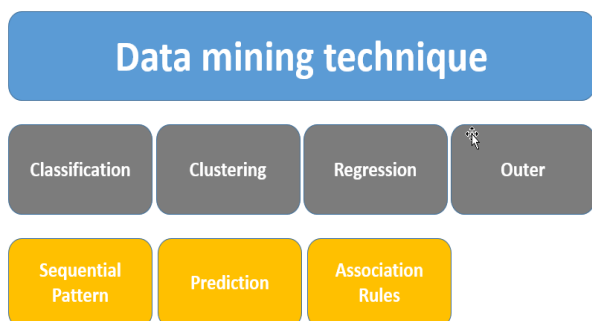 Data mining technique
Classification
Clustering
Regression
Outer
Sequential
Pattern
Prediction
Association
Rules